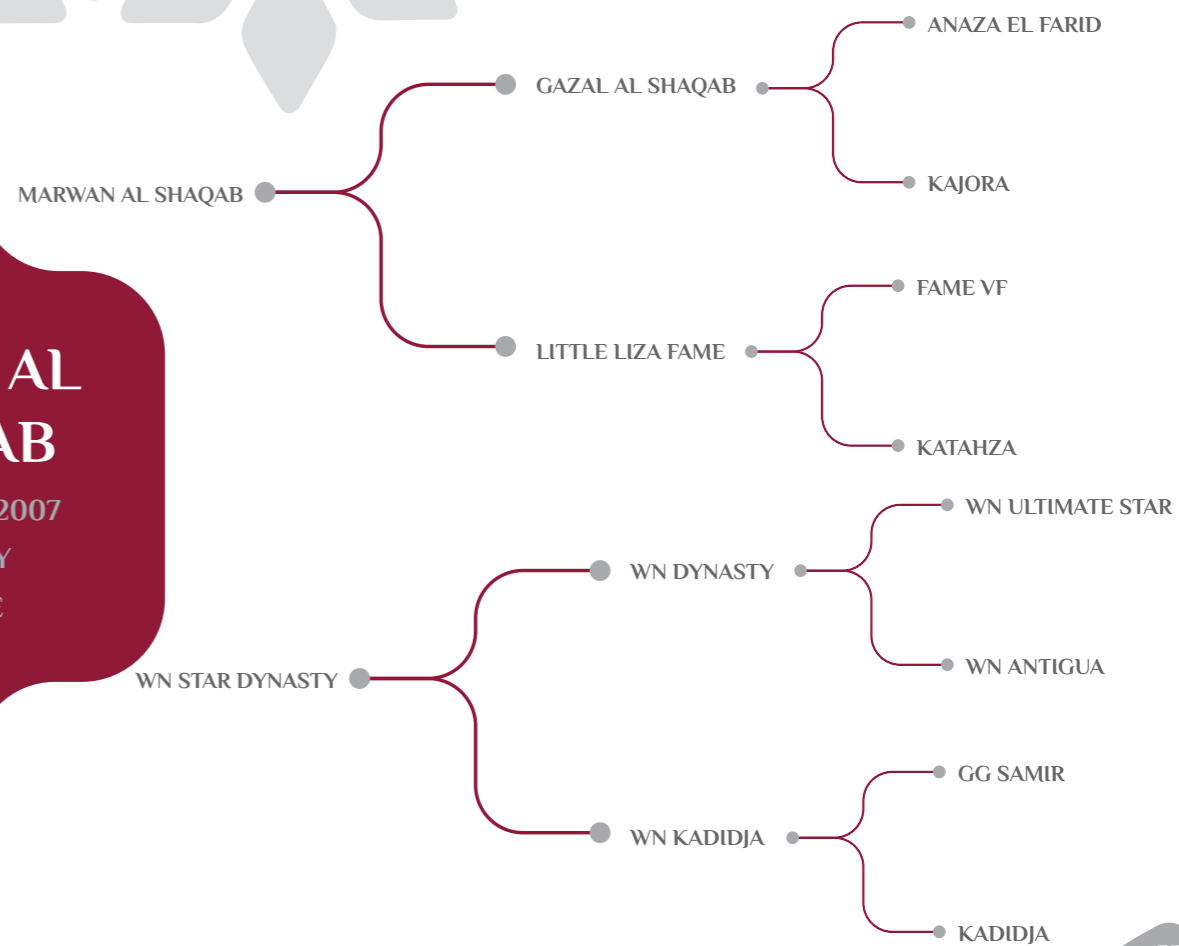 ANAZA EL FARID
GAZAL AL SHAQAB
KAJORA
MARWAN AL SHAQAB
FAME VF
LITTLE LIZA FAME
KATAHZA
AL
AB
2007
Y
E
WN ULTIMATE STAR
WN DYNASTY
WN ANTIGUA
WN STAR DYNASTY
GG SAMIR
WN KADIDJA
KADIDJA